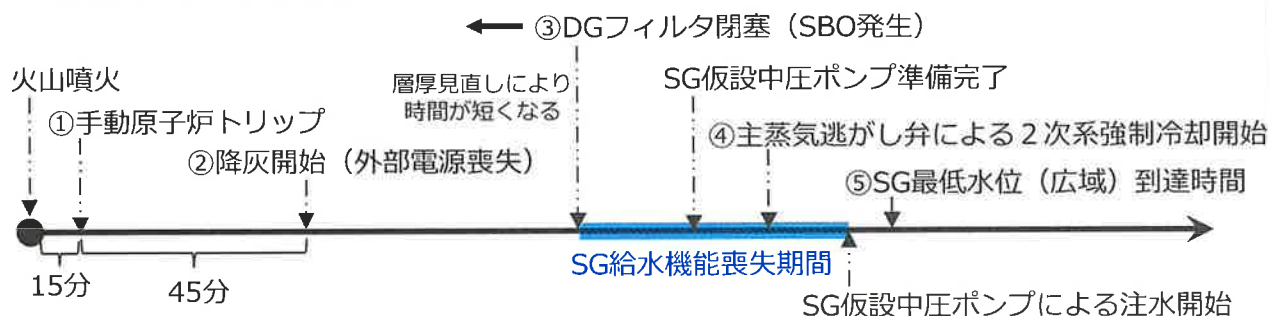 ③DGフィルタ閉塞（SBO発生）
火山噴火
層厚見直しにより
時間が短くなる
SG仮設中圧ポンプ準備完了
①手動原子炉トリップ
④主蒸気逃がし弁による２次系強制冷却開始
②降灰開始（外部電源喪失）
⑤SG最低水位（広域）到達時間
15分
45分
SG給水機能喪失期間
SG仮設中圧ポンプによる注水開始